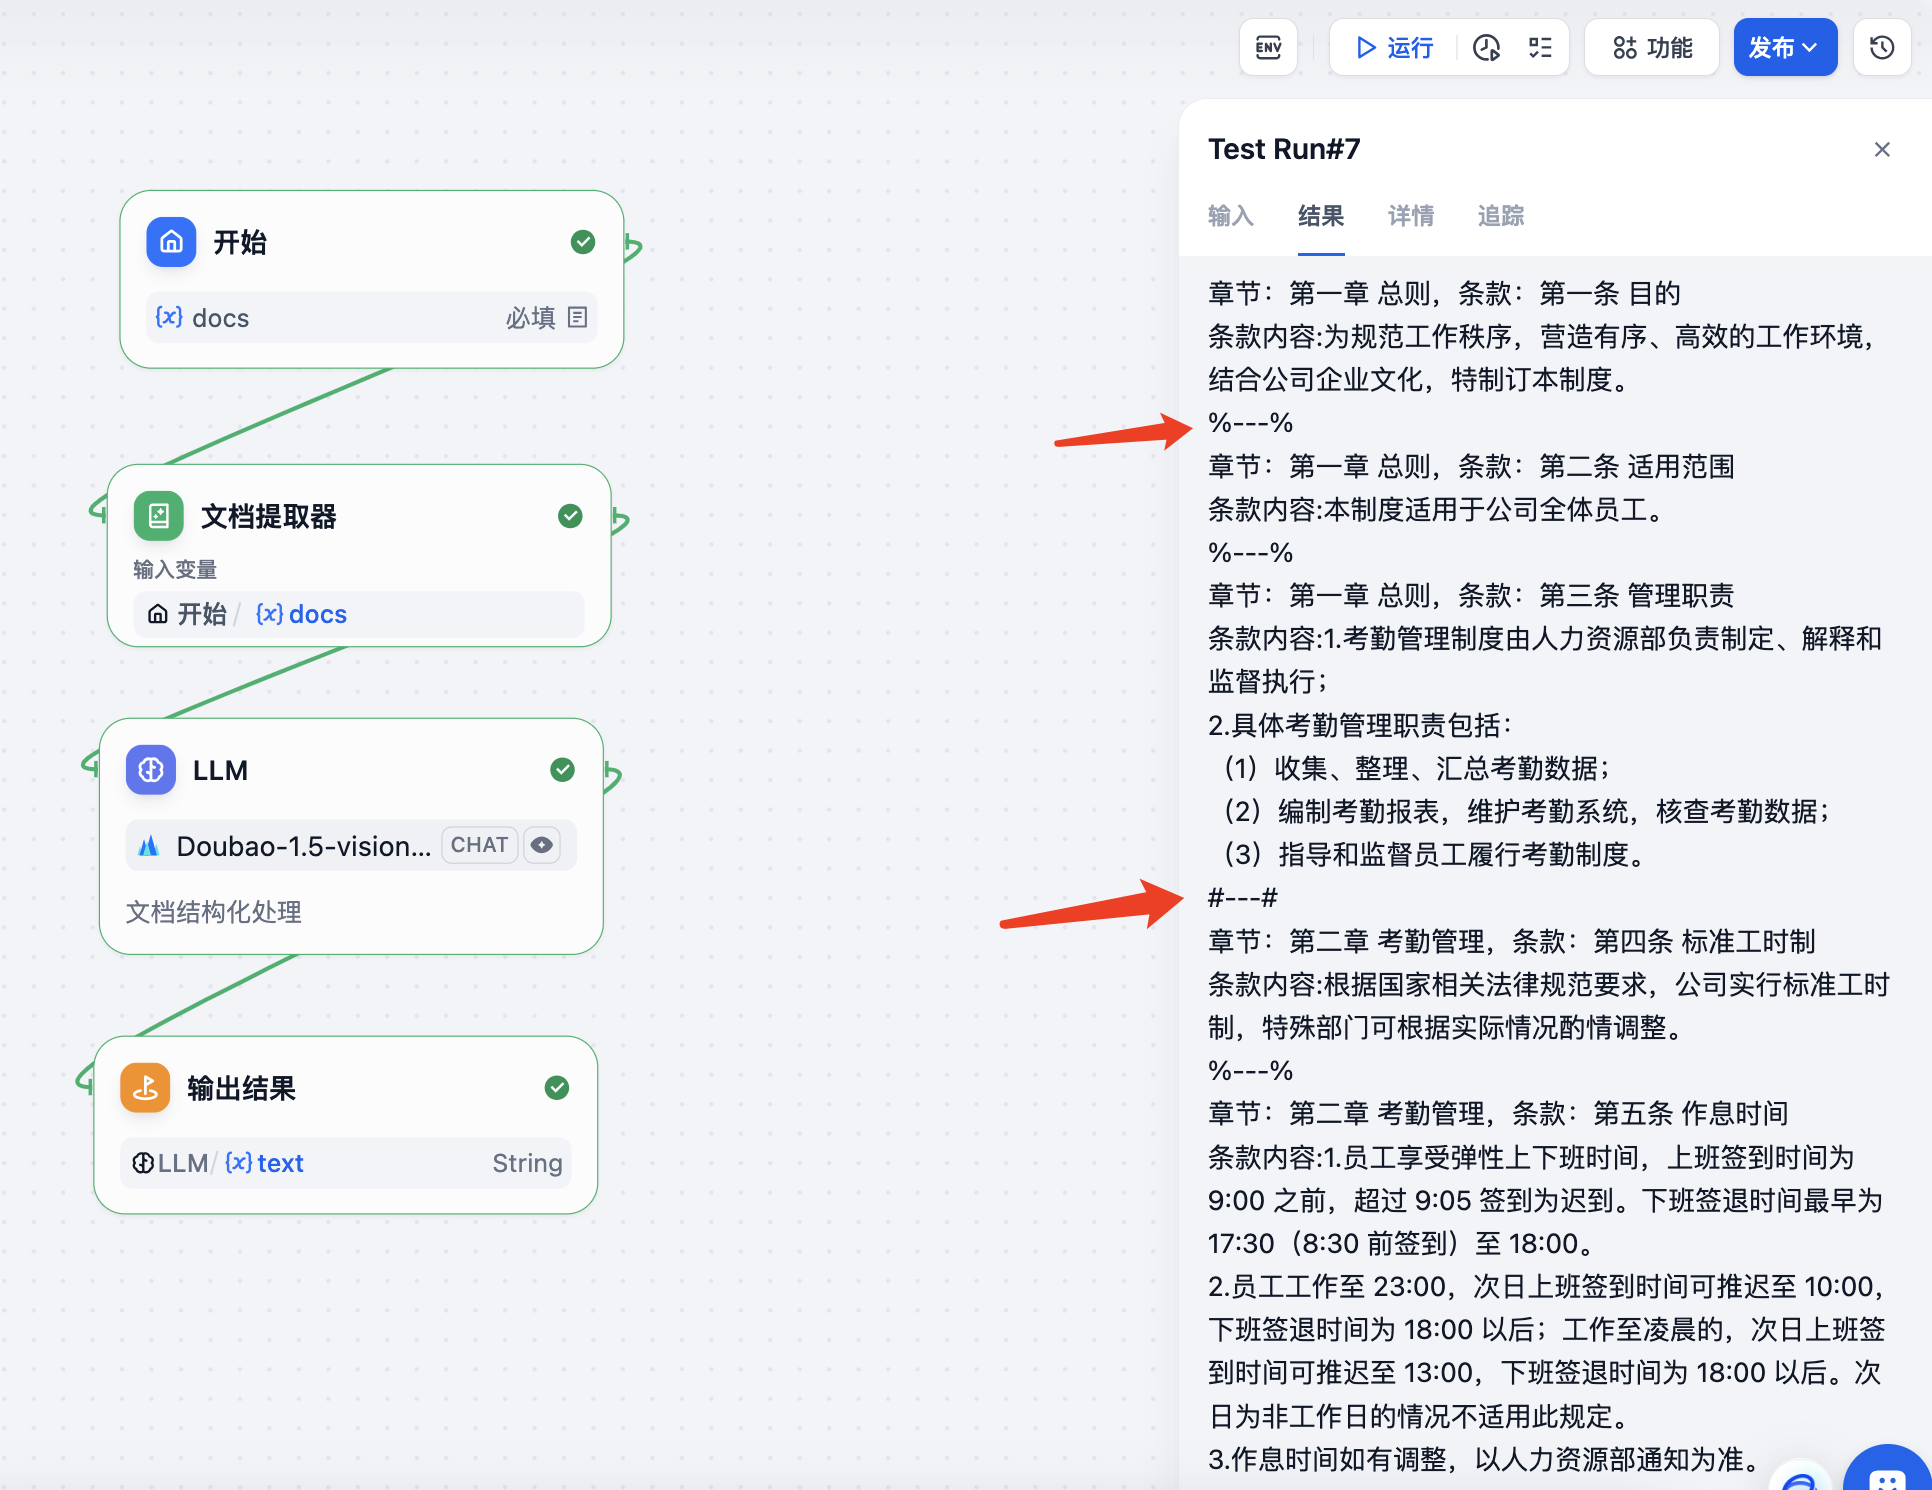 ENV
运行
功能
发布
开始
{x} docs
必填
文档提取器
输入变量
开始 / {x} docs
LLM
Doubao-1.5-vision... CHAT
文档结构化处理
输出结果
LLM / {x} text
String
Test Run#7
输入 结果 详情 追踪
章节：第一章 总则，条款：第一条 目的
条款内容:为规范工作秩序，营造有序、高效的工作环境，
结合公司企业文化，特制订本制度。
%---%
章节：第一章 总则，条款：第二条 适用范围
条款内容:本制度适用于公司全体员工。
%---%
章节：第一章 总则，条款：第三条 管理职责
条款内容:1.考勤管理制度由人力资源部负责制定、解释和
监督执行；
2.具体考勤管理职责包括：
（1）收集、整理、汇总考勤数据；
（2）编制考勤报表，维护考勤系统，核查考勤数据；
（3）指导和监督员工履行考勤制度。
#---#
章节：第二章 考勤管理，条款：第四条 标准工时制
条款内容:根据国家相关法律规范要求，公司实行标准工时
制，特殊部门可根据实际情况酌情调整。
%---%
章节：第二章 考勤管理，条款：第五条 作息时间
条款内容:1.员工享受弹性上下班时间，上班签到时间为
9:00 之前，超过 9:05 签到为迟到。下班签退时间最早为
17:30（8:30 前签到）至 18:00。
2.员工工作至 23:00，次日上班签到时间可推迟至 10:00，
下班签退时间为 18:00 以后；工作至凌晨的，次日上班签
到时间可推迟至 13:00，下班签退时间为 18:00 以后。次
日为非工作日的情况不适用此规定。
3.作息时间如有调整，以人力资源部通知为准。